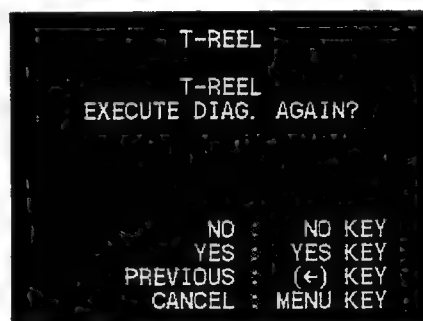 T-REEL
T-REEL
EXECUTE DIAG. AGAIN?
NO : NO KEY
YES : YES KEY
PREVIOUS : (←) KEY
CANCEL : MENU KEY